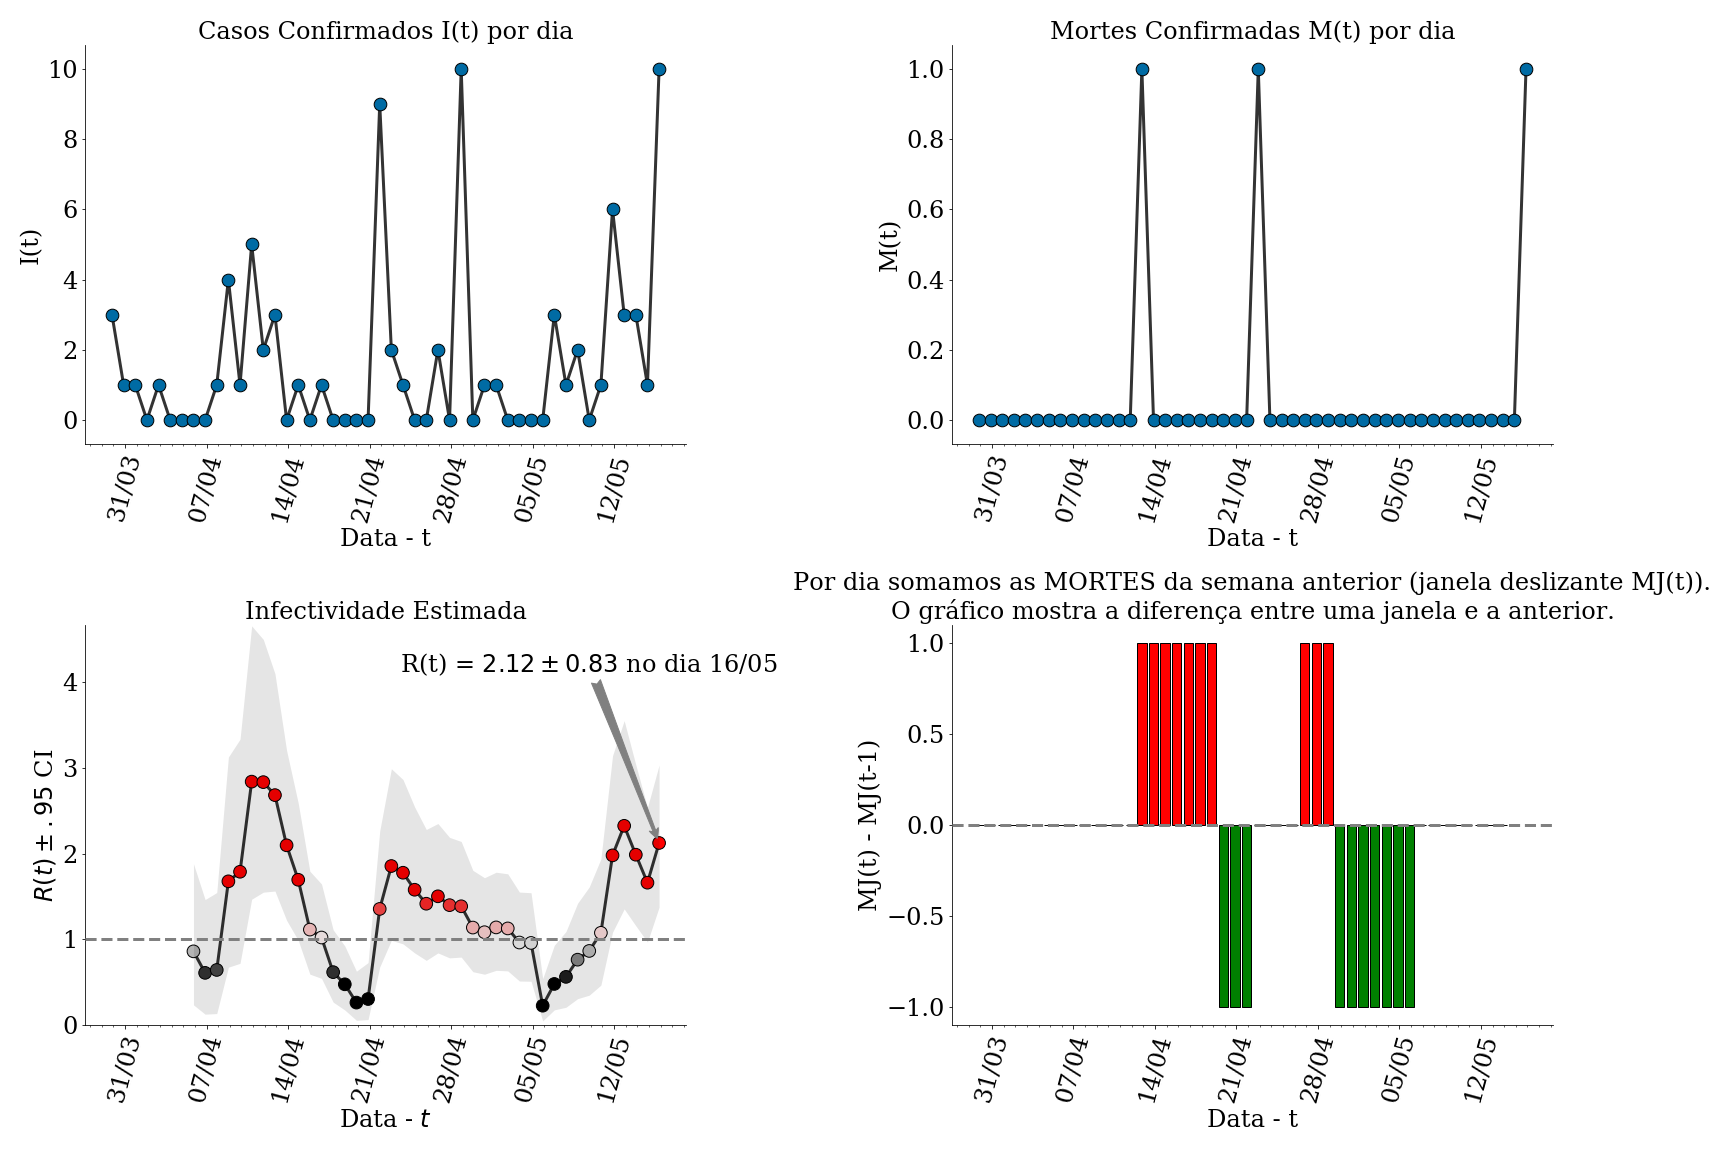 Casos Confirmados I(t) por dia
10
8
6
4
2
0
I(t)
31/03 07/04 14/04 21/04 28/04 05/05 12/05
Data - t
Mortes Confirmadas M(t) por dia
1.0
0.8
0.6
0.4
0.2
0.0
M(t)
31/03 07/04 14/04 21/04 28/04 05/05 12/05
Data - t
Infectividade Estimada
R(t) = 2.12 ± 0.83 no dia 16/05
4
3
2
1
0
R(t) ± .95 CI
31/03 07/04 14/04 21/04 28/04 05/05 12/05
Data - t
Por dia somamos as MORTES da semana anterior (janela deslizante MJ(t)).
O gráfico mostra a diferença entre uma janela e a anterior.
1.0
0.5
0.0
−0.5
−1.0
MJ(t) - MJ(t-1)
31/03 07/04 14/04 21/04 28/04 05/05 12/05
Data - t